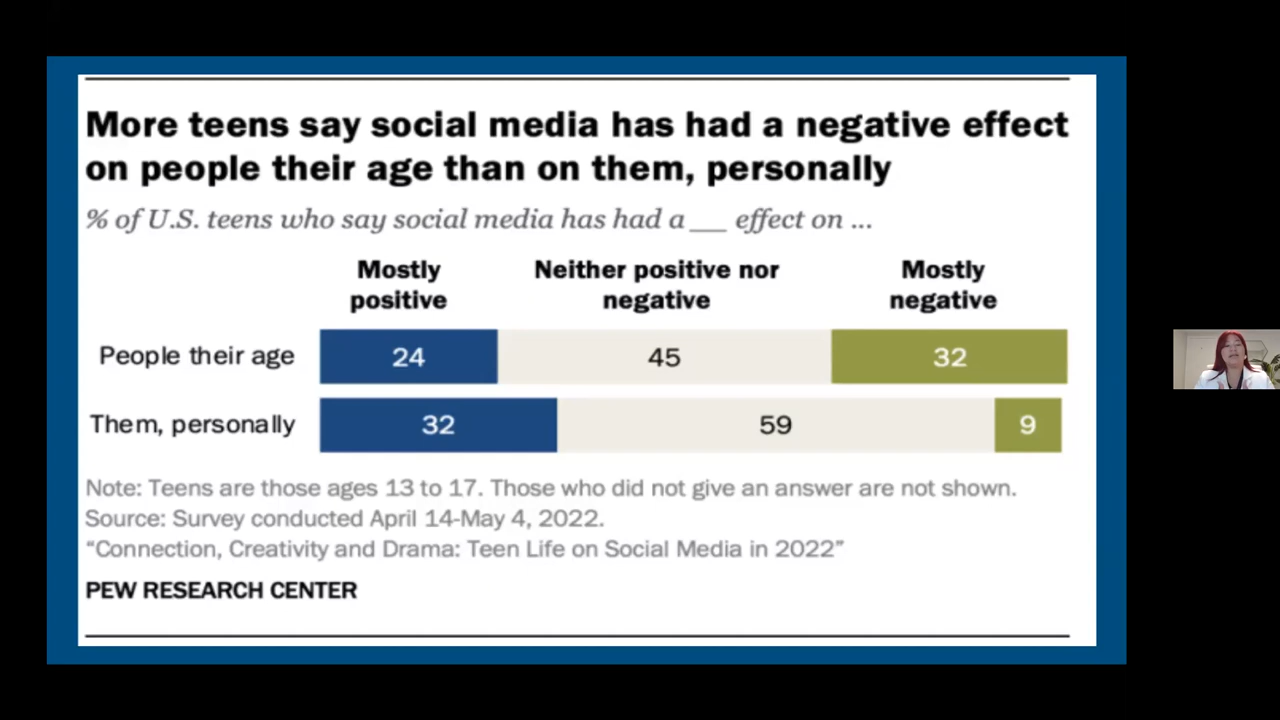 More teens say social media has had a negative effect
on people their age than on them, personally
% of U.S. teens who say social media has had a ___ effect on ...
Mostly positive
Neither positive nor negative
Mostly negative
People their age 24 45 32
Them, personally 32 59 9
Note: Teens are those ages 13 to 17. Those who did not give an answer are not shown.
Source: Survey conducted April 14-May 4, 2022.
“Connection, Creativity and Drama: Teen Life on Social Media in 2022”
PEW RESEARCH CENTER